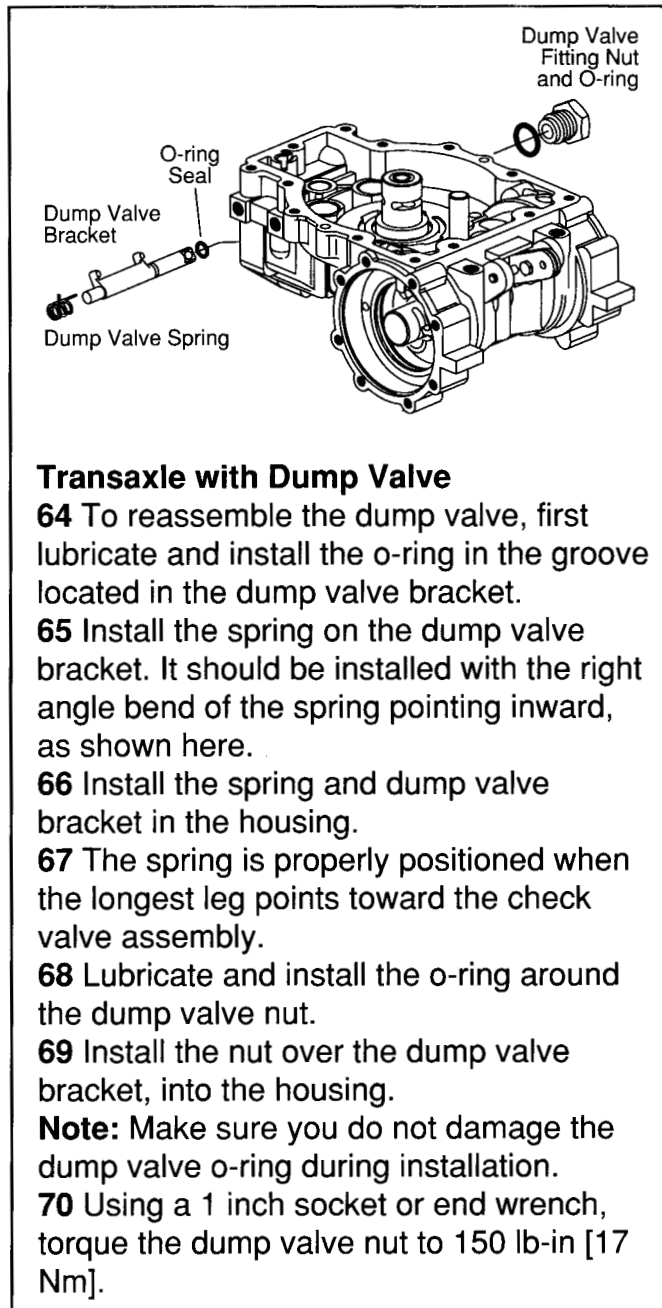 Dump Valve
Fitting Nut
and O-ring
O-ring
Seal
Dump Valve
Bracket
Dump Valve Spring
Transaxle with Dump Valve
64 To reassemble the dump valve, first
lubricate and install the o-ring in the groove
located in the dump valve bracket.
65 Install the spring on the dump valve
bracket. It should be installed with the right
angle bend of the spring pointing inward,
as shown here.
66 Install the spring and dump valve
bracket in the housing.
67 The spring is properly positioned when
the longest leg points toward the check
valve assembly.
68 Lubricate and install the o-ring around
the dump valve nut.
69 Install the nut over the dump valve
bracket, into the housing.
Note: Make sure you do not damage the
dump valve o-ring during installation.
70 Using a 1 inch socket or end wrench,
torque the dump valve nut to 150 lb-in [17
Nm].